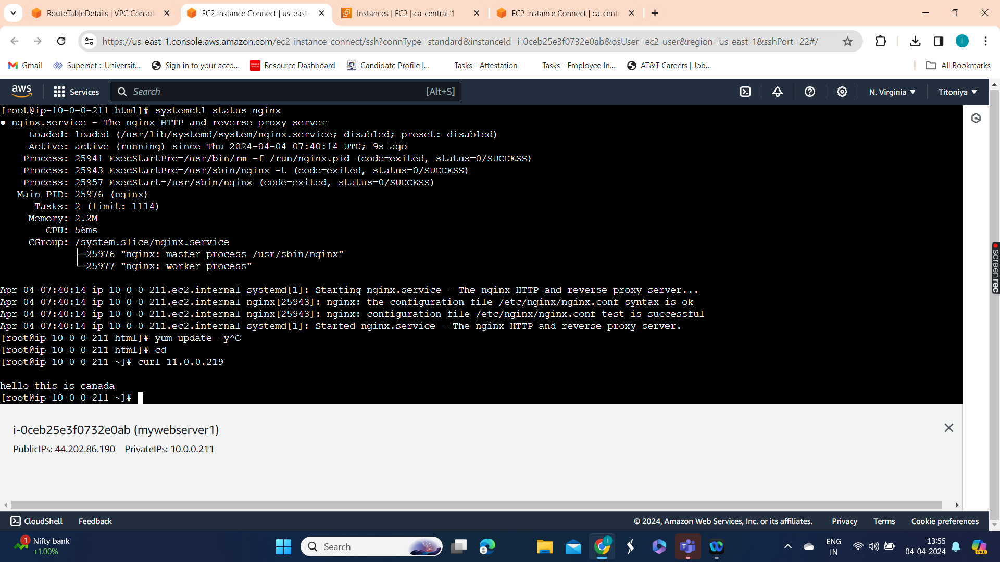 RouteTableDetails | VPC Consol
EC2 Instance Connect | us-east-
Instances | EC2 | ca-central-1
EC2 Instance Connect | ca-centr
https://us-east-1.console.aws.amazon.com/ec2-instance-connect/ssh?connType=standard&instanceId=i-0ceb25e3f0732e0ab&osUser=ec2-user&region=us-east-1&sshPort=22#/
I
Gmail
Superset :: Universit...
Sign in to your acco...
Resource Dashboard
Candidate Profile |...
Tasks - Attestation
Tasks - Employee In...
AT&T Careers | Job...
All Bookmarks
aws
Services
Search
[Alt+S]
N. Virginia
Titoniya
[root@ip-10-0-0-211 html]# systemctl status nginx
● nginx.service - The nginx HTTP and reverse proxy server
Loaded: loaded (/usr/lib/systemd/system/nginx.service; disabled; preset: disabled)
Active: active (running) since Thu 2024-04-04 07:40:14 UTC; 9s ago
Process: 25941 ExecStartPre=/usr/bin/rm -f /run/nginx.pid (code=exited, status=0/SUCCESS)
Process: 25943 ExecStartPre=/usr/sbin/nginx -t (code=exited, status=0/SUCCESS)
Process: 25957 ExecStart=/usr/sbin/nginx (code=exited, status=0/SUCCESS)
Main PID: 25976 (nginx)
Tasks: 2 (limit: 1114)
Memory: 2.2M
CPU: 56ms
CGroup: /system.slice/nginx.service
├─25976 "nginx: master process /usr/sbin/nginx"
└─25977 "nginx: worker process"
Apr 04 07:40:14 ip-10-0-0-211.ec2.internal systemd[1]: Starting nginx.service - The nginx HTTP and reverse proxy server...
Apr 04 07:40:14 ip-10-0-0-211.ec2.internal nginx[25943]: nginx: the configuration file /etc/nginx/nginx.conf syntax is ok
Apr 04 07:40:14 ip-10-0-0-211.ec2.internal nginx[25943]: nginx: configuration file /etc/nginx/nginx.conf test is successful
Apr 04 07:40:14 ip-10-0-0-211.ec2.internal systemd[1]: Started nginx.service - The nginx HTTP and reverse proxy server.
[root@ip-10-0-0-211 html]# yum update -y^C
[root@ip-10-0-0-211 html]# cd
[root@ip-10-0-0-211 ~]# curl 11.0.0.219
hello this is canada
[root@ip-10-0-0-211 ~]#
screenrec
i-0ceb25e3f0732e0ab (mywebserver1)
PublicIPs: 44.202.86.190 PrivateIPs: 10.0.0.211
CloudShell
Feedback
© 2024, Amazon Web Services, Inc. or its affiliates.
Privacy
Terms
Cookie preferences
1
Nifty bank
+1.00%
Search
I
ENG
IN
13:55
04-04-2024
PRE